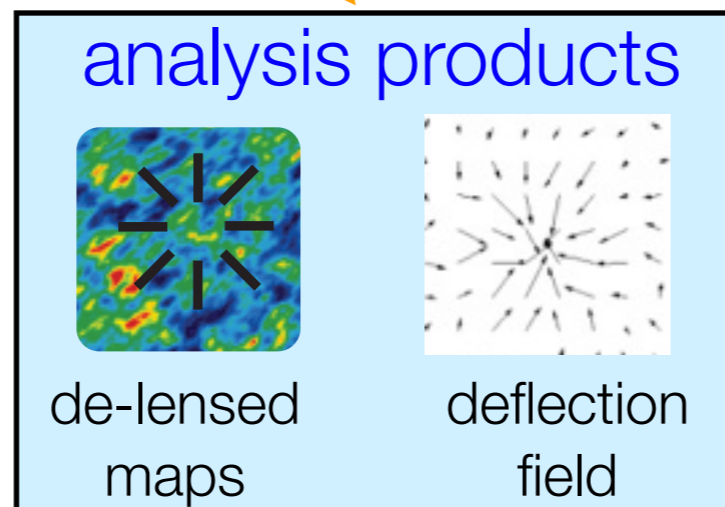 analysis products
de-lensed
maps
deflection
field